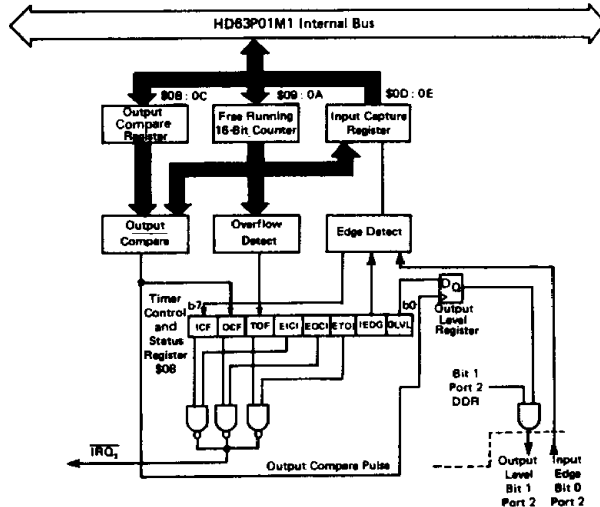 HD63P01M1 Internal Bus
$0B : 0C
$09 : 0A
$0D : 0E
Output
Compare
Register
Free Running
16-Bit Counter
Input Capture
Register
Output
Compare
Overflow
Detect
Edge Detect
Timer
Control
and
Status
Register
$08
b7
b0
ICF OCF TOF EICI EOCI ETOI IEDG OLVL
D Q
Output
Level
Register
Bit 1
Port 2
DDR
IRQ₂
Output Compare Pulse
Output
Level
Bit 1
Port 2
Input
Edge
Bit 0
Port 2